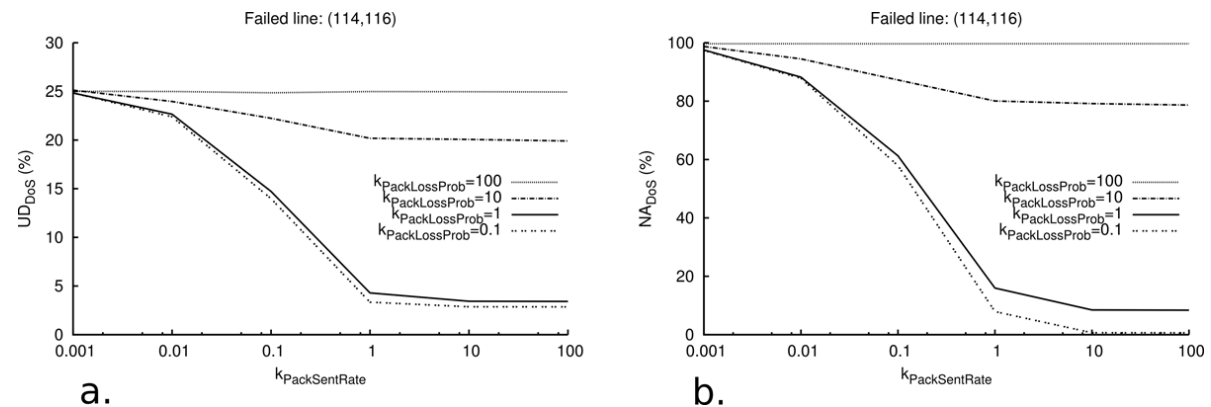 Failed line: (114,116)
30
25
20
15
10
5
0
UD_DoS (%)
k_PackLossProb=100
k_PackLossProb=10
k_PackLossProb=1
k_PackLossProb=0.1
0.001 0.01 0.1 1 10 100
k_PackSentRate
a.
Failed line: (114,116)
100
80
60
40
20
0
NA_DoS (%)
k_PackLossProb=100
k_PackLossProb=10
k_PackLossProb=1
k_PackLossProb=0.1
0.001 0.01 0.1 1 10 100
k_PackSentRate
b.